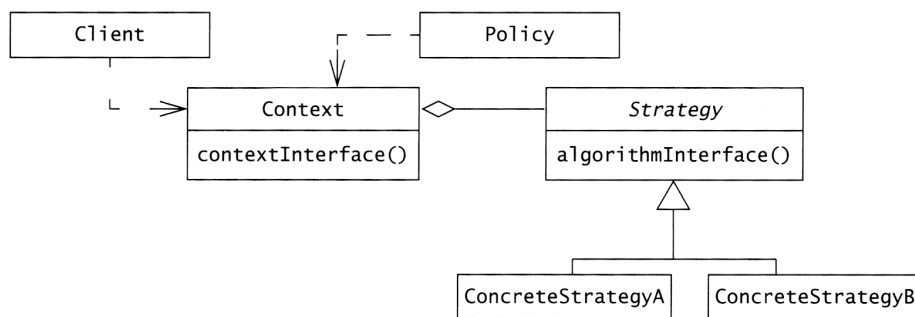 Client
Policy
Context
Strategy
contextInterface()
algorithmInterface()
ConcreteStrategyA
ConcreteStrategyB